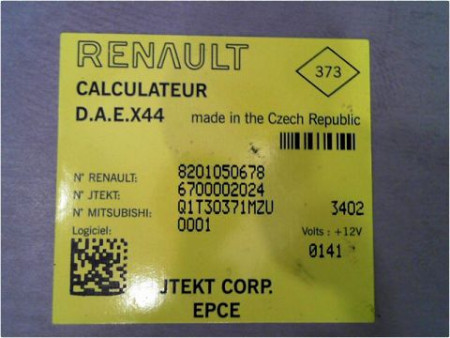 RENAULT
373
CALCULATEUR
D.A.E.X44 made in the Czech Republic
N° RENAULT: 8201050678
N° JTEKT: 6700002024
N° MITSUBISHI: Q1T30371MZU 3402
Logiciel: 0001 Volts : +12V
0141
JTEKT CORP.
EPCE